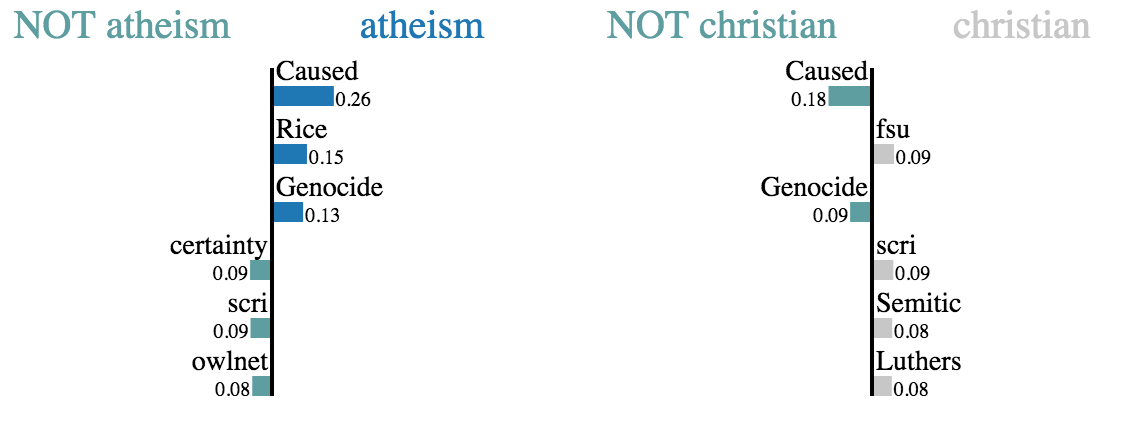 NOT atheism atheism
Caused
0.26
Rice
0.15
Genocide
0.13
certainty
0.09
scri
0.09
owlnet
0.08
NOT christian christian
Caused
0.18
fsu
0.09
Genocide
0.09
scri
0.09
Semitic
0.08
Luthers
0.08